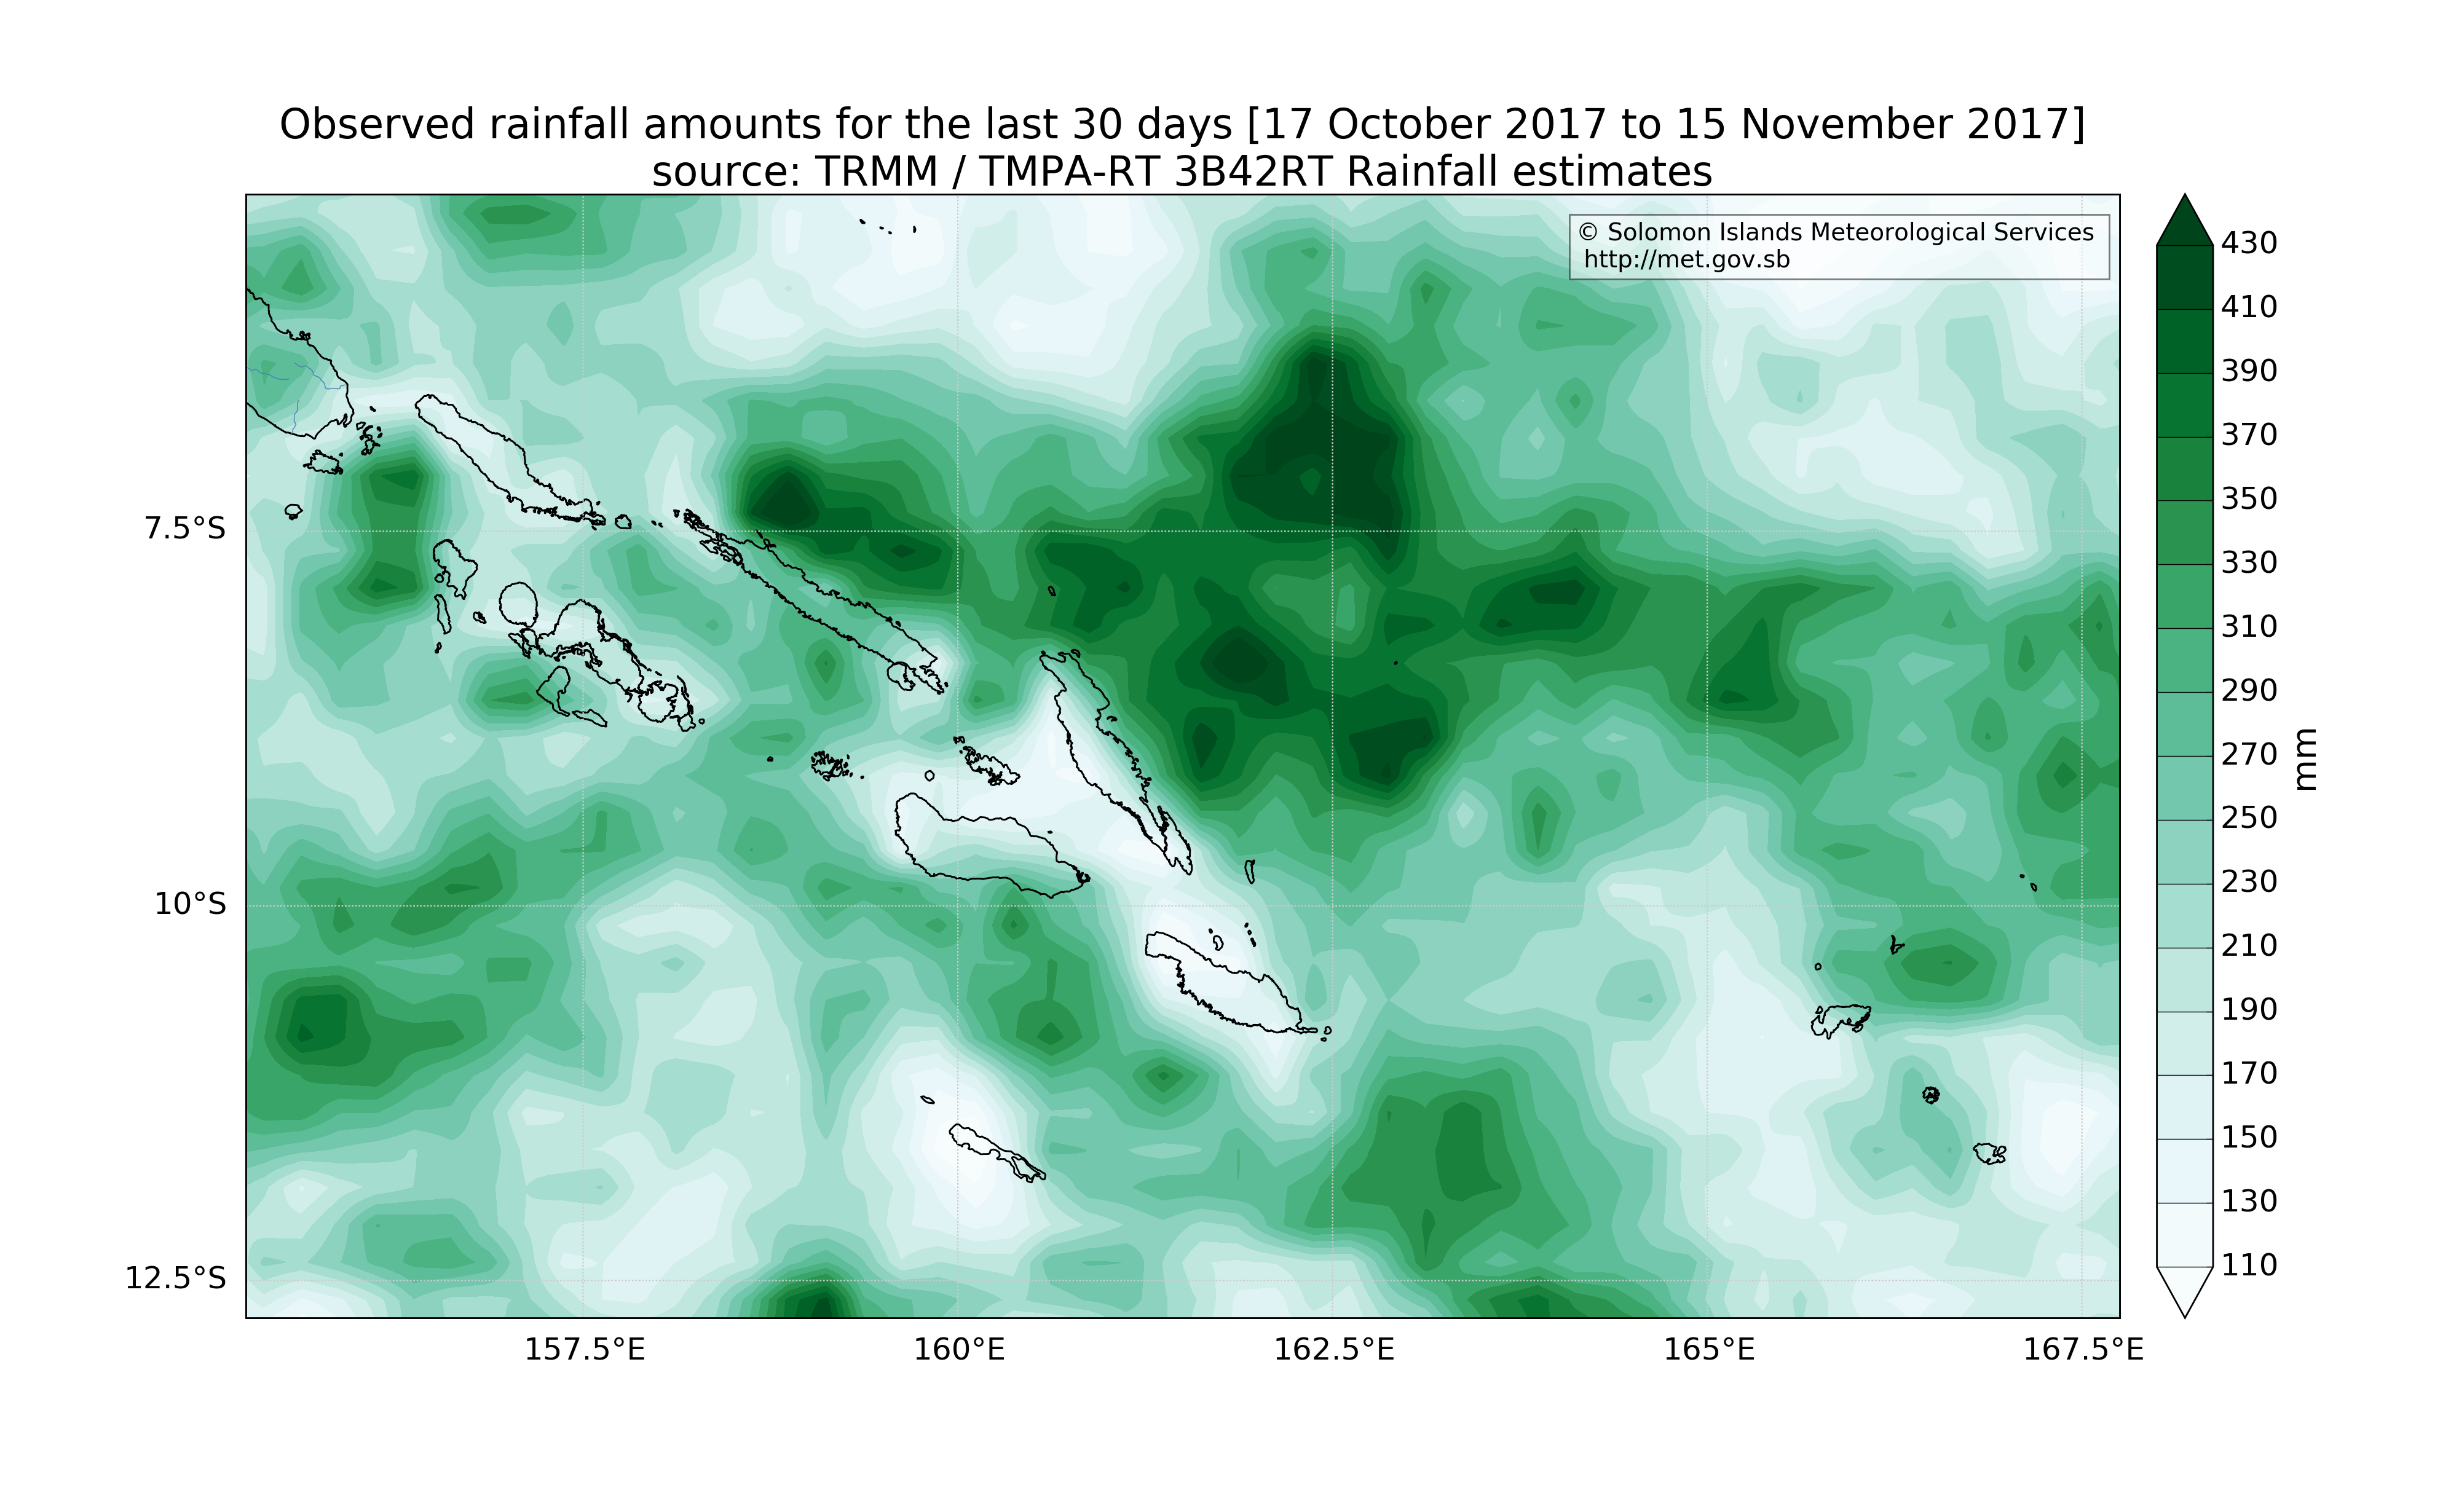 Observed rainfall amounts for the last 30 days [17 October 2017 to 15 November 2017]
source: TRMM / TMPA-RT 3B42RT Rainfall estimates
© Solomon Islands Meteorological Services
http://met.gov.sb
7.5°S
10°S
12.5°S
157.5°E
160°E
162.5°E
165°E
167.5°E
430
410
390
370
350
330
310
290
270
250
230
210
190
170
150
130
110
mm